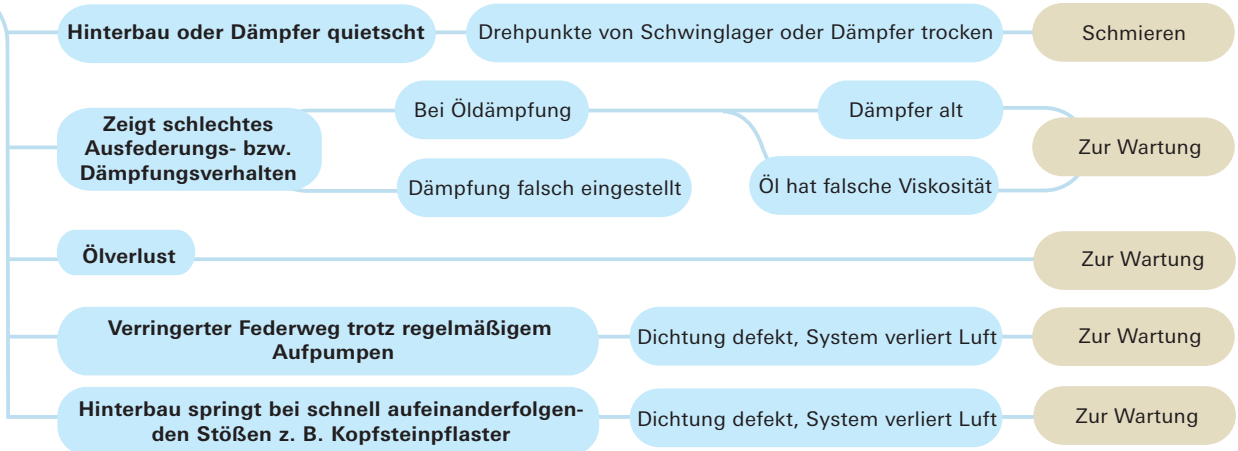 Hinterbau oder Dämpfer quietscht
Drehpunkte von Schwinglager oder Dämpfer trocken
Schmieren
Zeigt schlechtes
Ausfederungs- bzw.
Dämpfungsverhalten
Bei Öldämpfung
Dämpfer alt
Zur Wartung
Dämpfung falsch eingestellt
Öl hat falsche Viskosität
Ölverlust
Zur Wartung
Verringerter Federweg trotz regelmäßigem
Aufpumpen
Dichtung defekt, System verliert Luft
Zur Wartung
Hinterbau springt bei schnell aufeinanderfolgen-
den Stößen z. B. Kopfsteinpflaster
Dichtung defekt, System verliert Luft
Zur Wartung